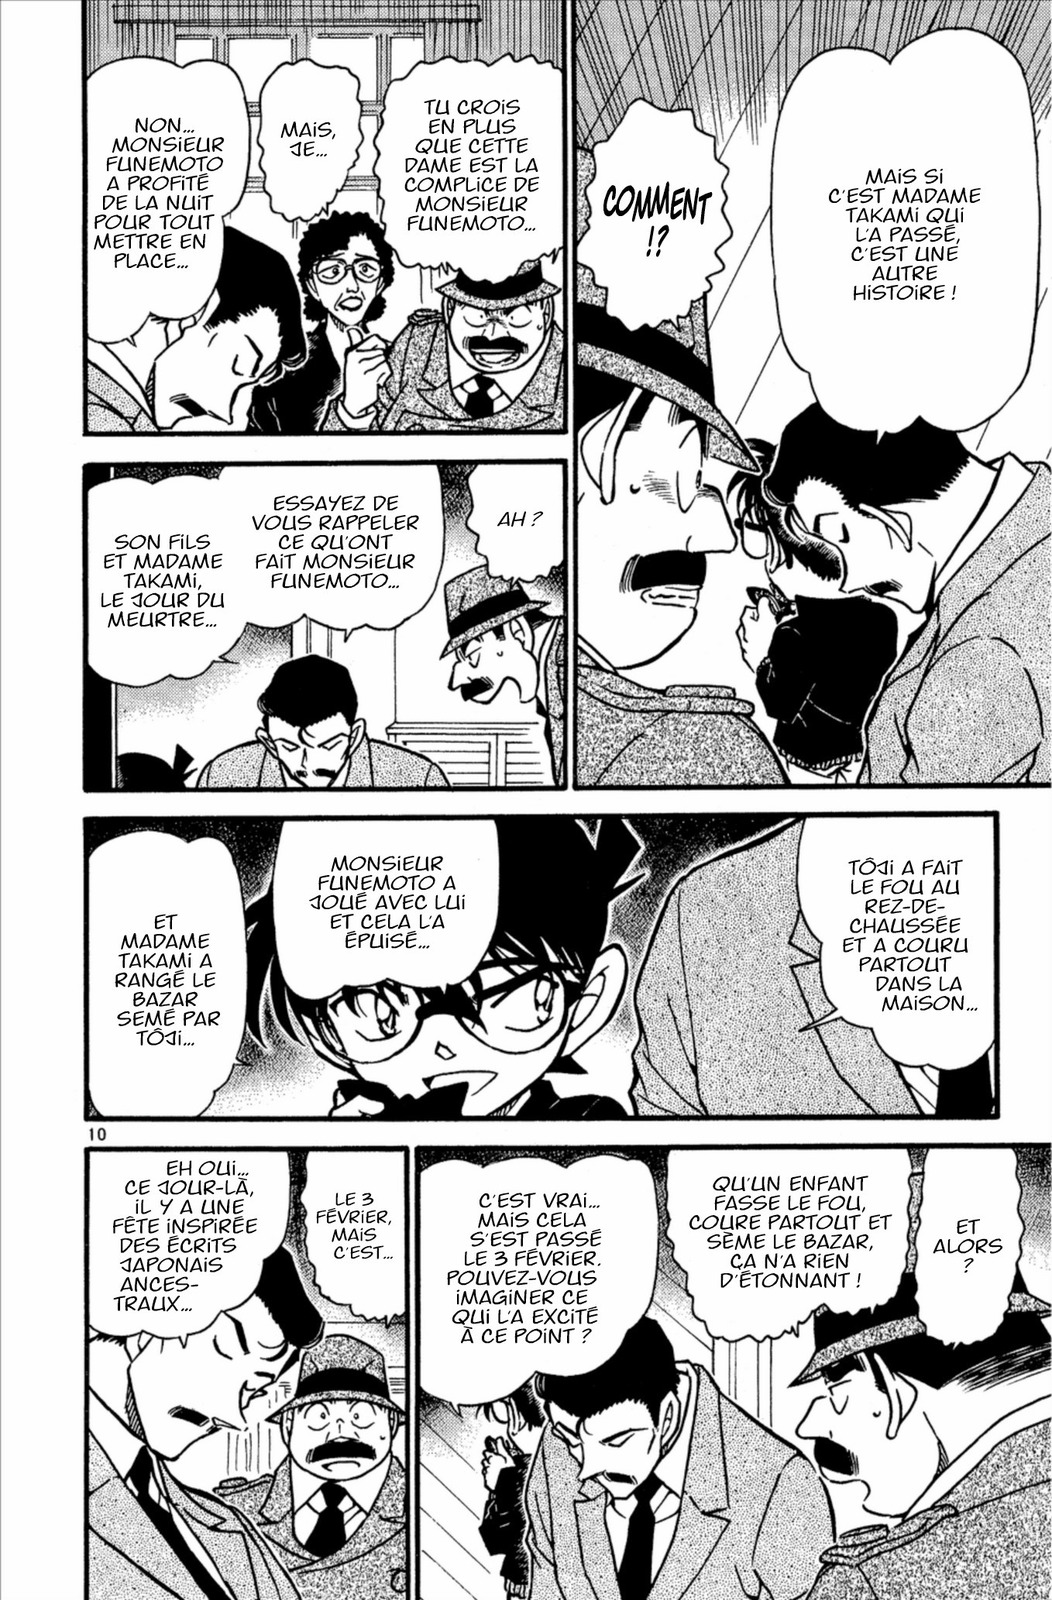 MAIS SI
C'EST MADAME
TAKAMI QUI
L'A PASSÉ,
C'EST UNE
AUTRE
HISTOIRE !
COMMENT
!?
TU CROIS
EN PLUS
QUE CETTE
DAME EST LA
COMPLICE DE
MONSIEUR
FUNEMOTO...
MAIS,
JE...
NON...
MONSIEUR
FUNEMOTO
A PROFITÉ
DE LA NUIT
POUR TOUT
METTRE EN
PLACE...
AH ?
ESSAYEZ DE
VOUS RAPPELER
CE QU'ONT
FAIT MONSIEUR
FUNEMOTO...
SON FILS
ET MADAME
TAKAMI,
LE JOUR DU
MEURTRE...
TÔJI A FAIT
LE FOU AU
REZ-DE-
CHAUSSÉE
ET A COURU
PARTOUT
DANS LA
MAISON...
MONSIEUR
FUNEMOTO A
JOUÉ AVEC LUI
ET CELA L'A
ÉPUISÉ...
ET
MADAME
TAKAMI A
RANGÉ LE
BAZAR
SEMÉ PAR
TÔJI...
10
ET
ALORS
?
QU'UN ENFANT
FASSE LE FOU,
COURE PARTOUT ET
SÈME LE BAZAR,
ÇA N'A RIEN
D'ÉTONNANT !
C'EST VRAI...
MAIS CELA
S'EST PASSÉ
LE 3 FÉVRIER.
POUVEZ-VOUS
IMAGINER CE
QUI L'A EXCITÉ
À CE POINT ?
LE 3
FÉVRIER,
MAIS
C'EST...
EH OUI...
CE JOUR-LÀ,
IL Y A UNE
FÊTE INSPIRÉE
DES ÉCRITS
JAPONAIS
ANCES-
TRAUX...